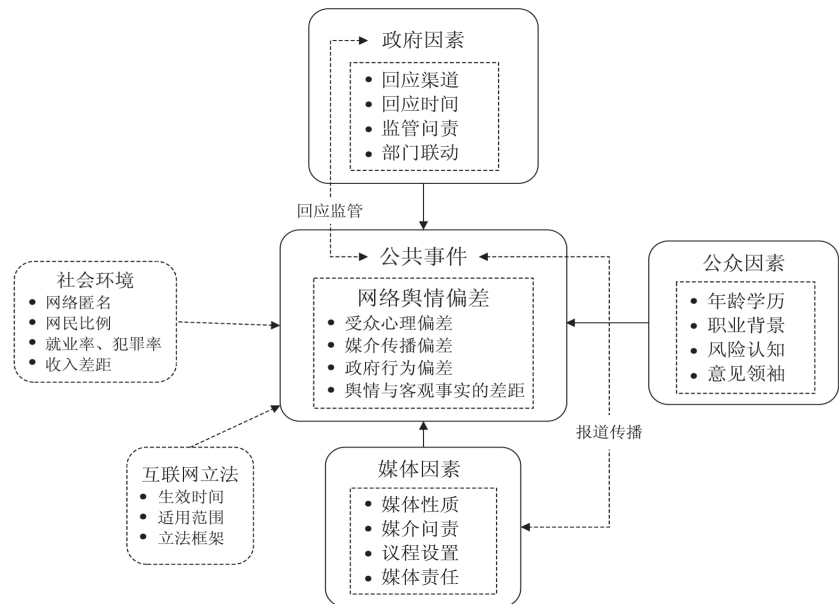 政府因素
● 回应渠道
● 回应时间
● 监管问责
● 部门联动
回应监管
公共事件
网络舆情偏差
● 受众心理偏差
● 媒介传播偏差
● 政府行为偏差
● 舆情与客观事实的差距
社会环境
● 网络匿名
● 网民比例
● 就业率、犯罪率
● 收入差距
公众因素
● 年龄学历
● 职业背景
● 风险认知
● 意见领袖
报道传播
互联网立法
● 生效时间
● 适用范围
● 立法框架
媒体因素
● 媒体性质
● 媒介问责
● 议程设置
● 媒体责任